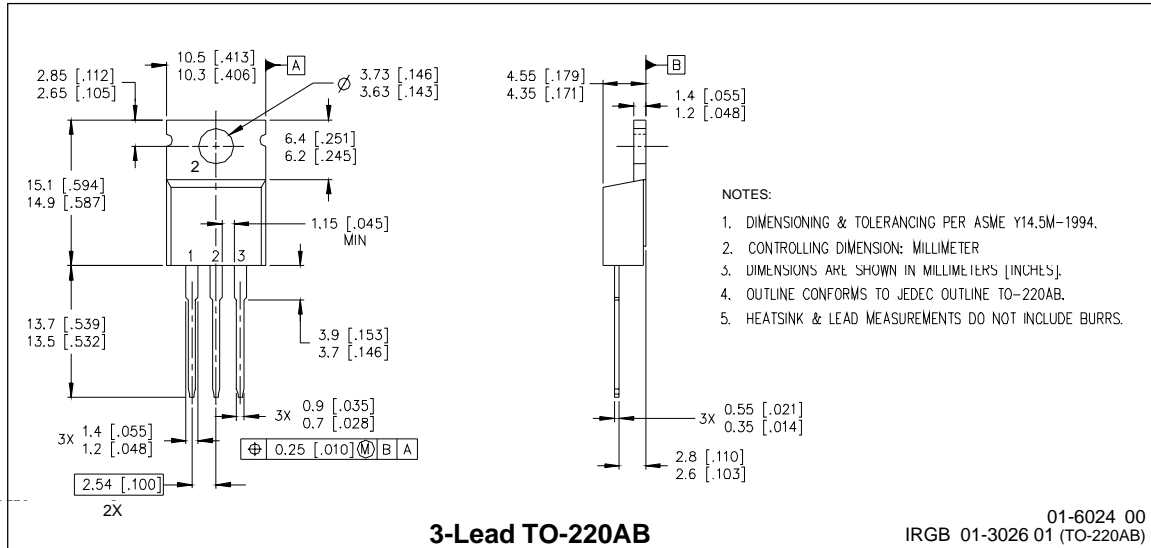 10.5 [.413]
10.3 [.406]
A
2.85 [.112]
2.65 [.105]
Ø 3.73 [.146]
3.63 [.143]
6.4 [.251]
6.2 [.245]
2
15.1 [.594]
14.9 [.587]
1.15 [.045]
MIN
1 2 3
13.7 [.539]
13.5 [.532]
3.9 [.153]
3.7 [.146]
3X 0.9 [.035]
0.7 [.028]
3X 1.4 [.055]
1.2 [.048]
⌖ 0.25 [.010] Ⓜ B A
2.54 [.100]
2X
4.55 [.179]
4.35 [.171]
B
1.4 [.055]
1.2 [.048]
NOTES:
1. DIMENSIONING & TOLERANCING PER ASME Y14.5M-1994.
2. CONTROLLING DIMENSION: MILLIMETER
3. DIMENSIONS ARE SHOWN IN MILLIMETERS [INCHES].
4. OUTLINE CONFORMS TO JEDEC OUTLINE TO-220AB.
5. HEATSINK & LEAD MEASUREMENTS DO NOT INCLUDE BURRS.
3X 0.55 [.021]
0.35 [.014]
2.8 [.110]
2.6 [.103]
3-Lead TO-220AB
01-6024 00
IRGB 01-3026 01 (TO-220AB)